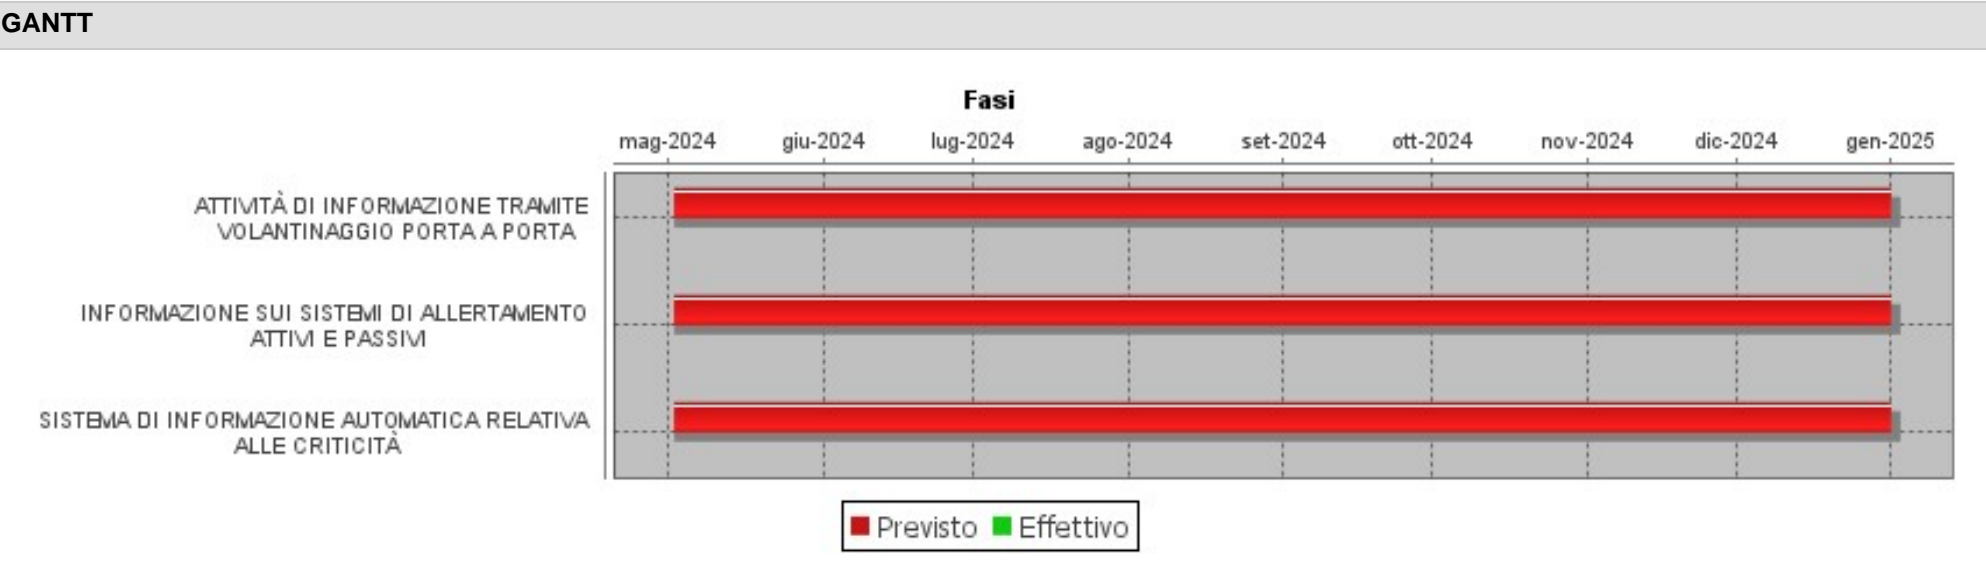 GANTT
Fasi
mag-2024 giu-2024 lug-2024 ago-2024 set-2024 ott-2024 nov-2024 dic-2024 gen-2025
ATTIVITÀ DI INFORMAZIONE TRAMITE
VOLANTINAGGIO PORTA A PORTA
INFORMAZIONE SUI SISTEMI DI ALLERTAMENTO
ATTIVI E PASSIVI
SISTEMA DI INFORMAZIONE AUTOMATICA RELATIVA
ALLE CRITICITÀ
Previsto Effettivo